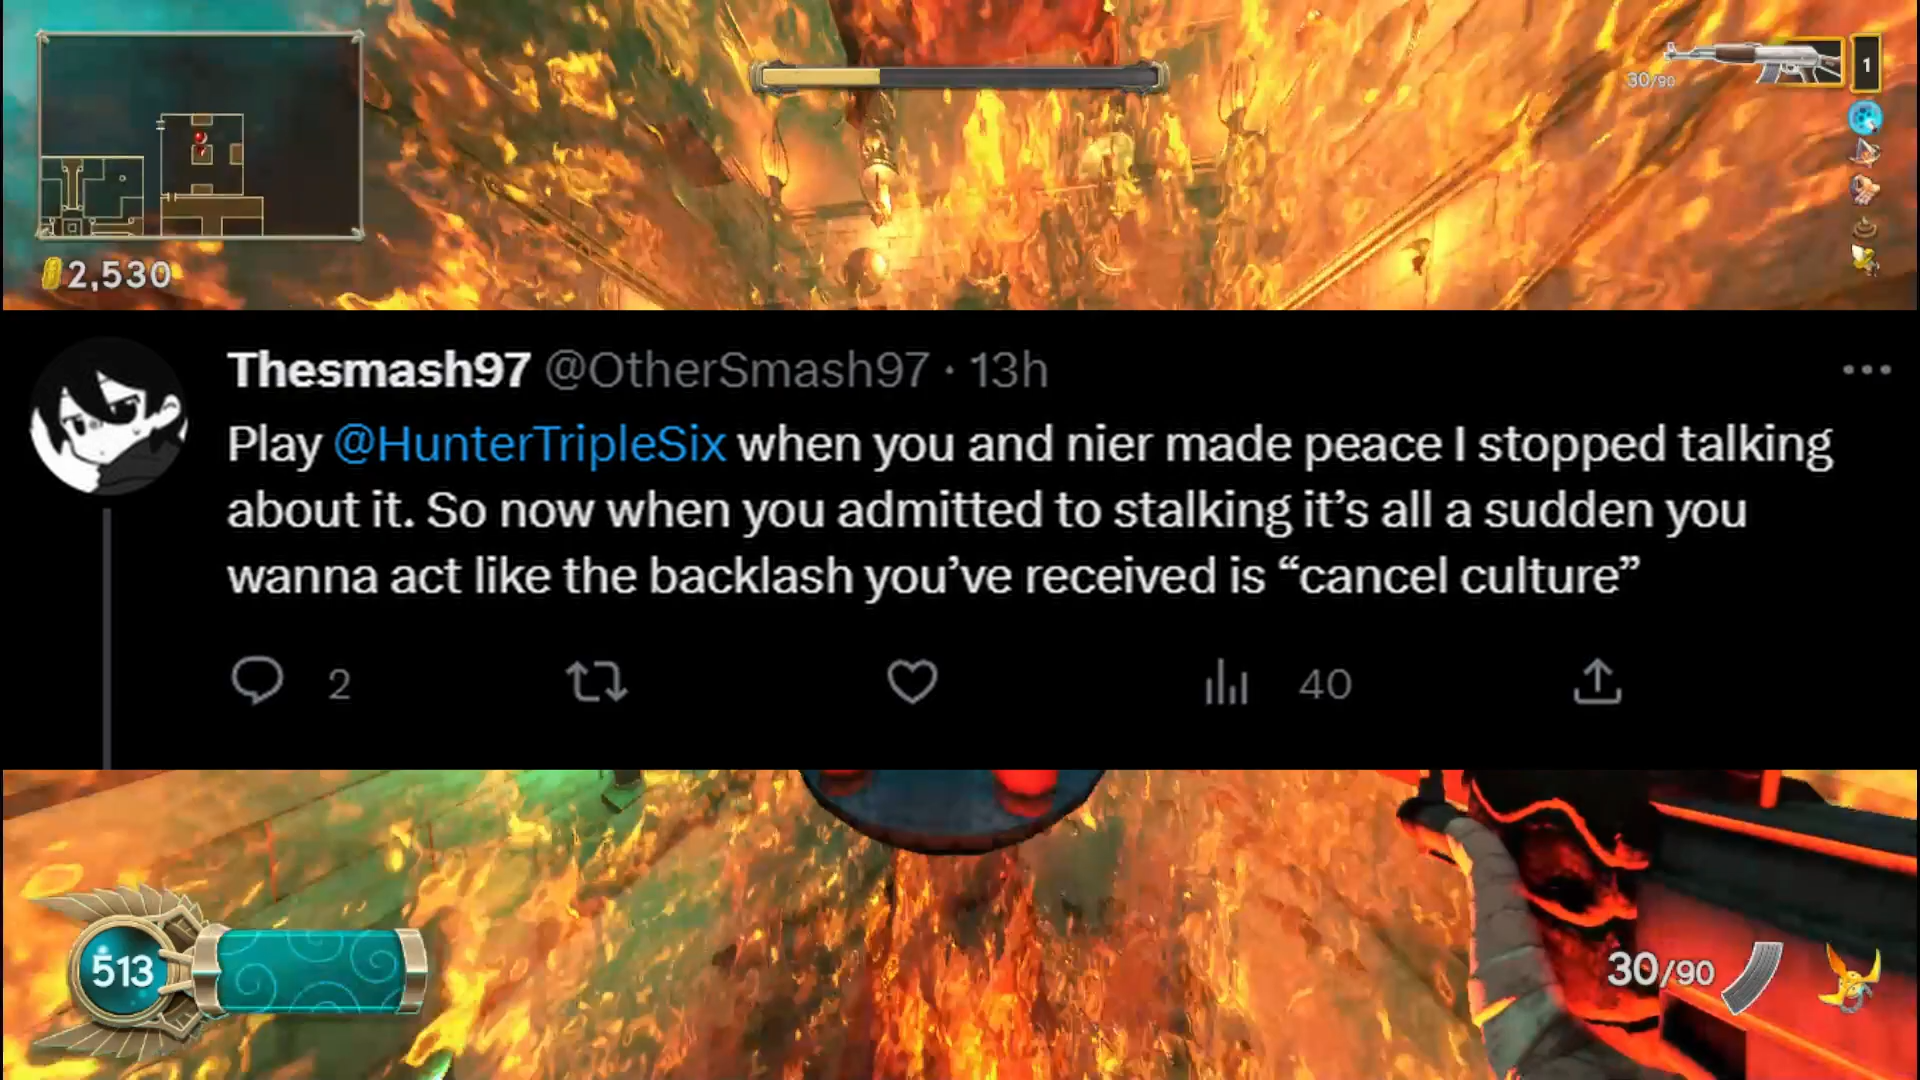 30/90
1
2,530
Thesmash97 @OtherSmash97 · 13h
Play @HunterTripleSix when you and nier made peace I stopped talking
about it. So now when you admitted to stalking it’s all a sudden you
wanna act like the backlash you’ve received is “cancel culture”
2
40
513
30/90